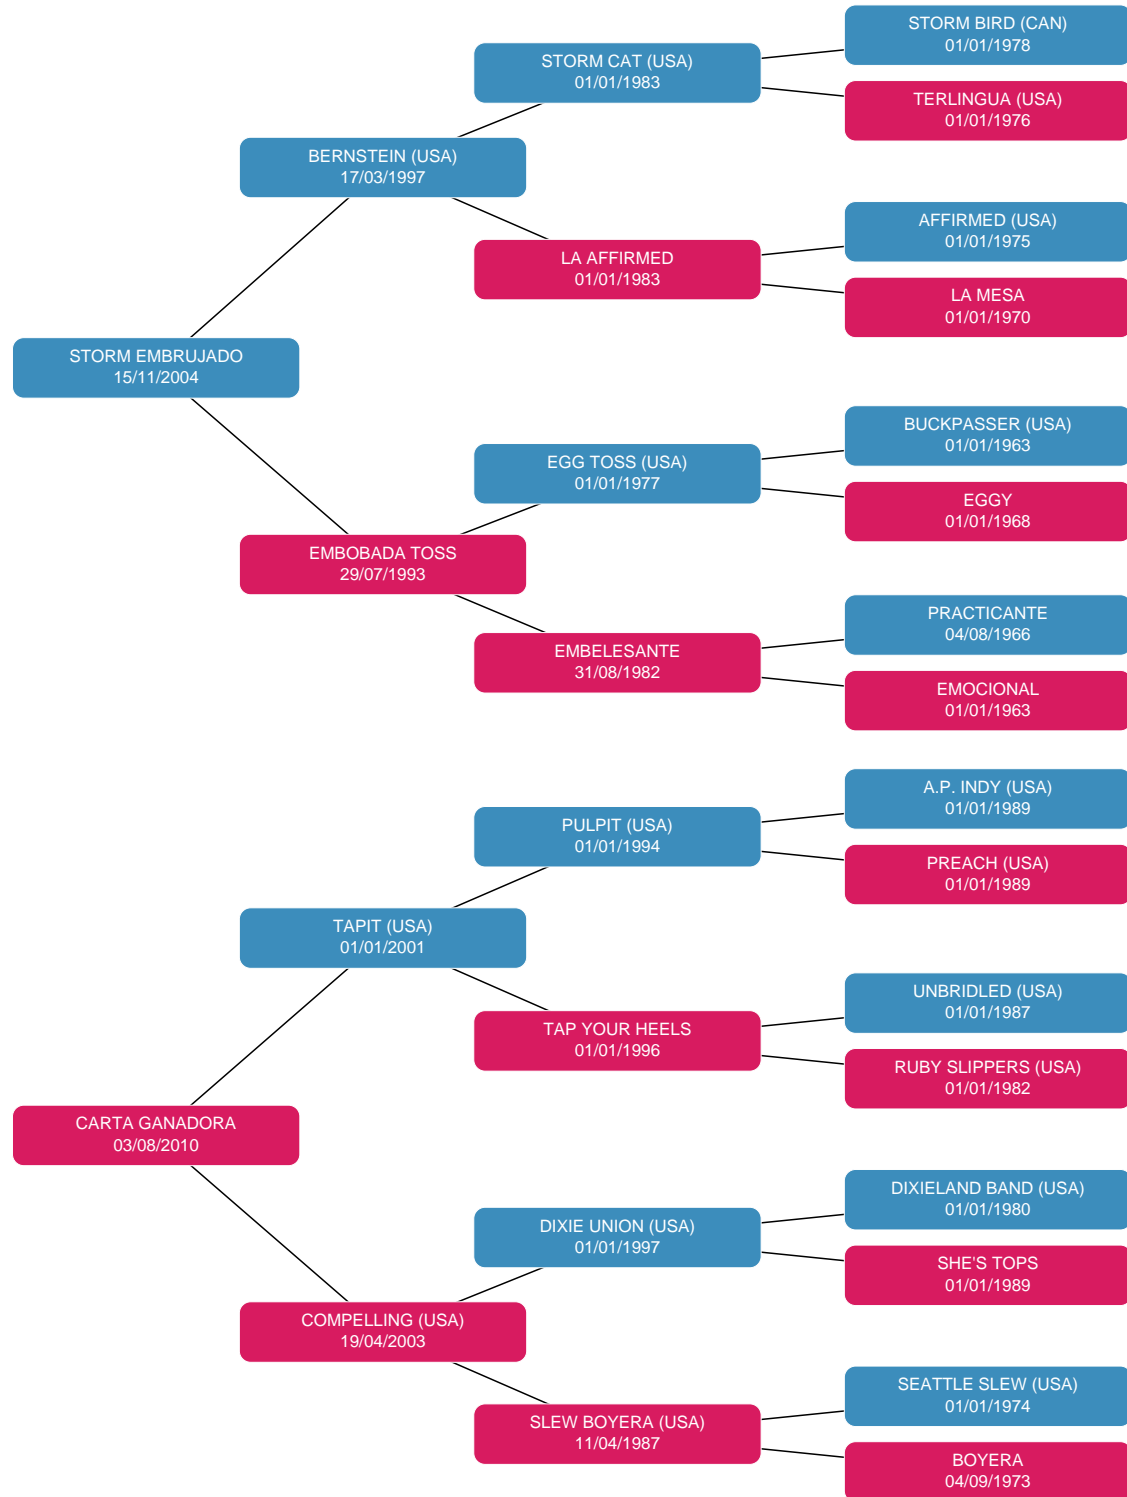 STORM BIRD (CAN)
01/01/1978
STORM CAT (USA)
01/01/1983
TERLINGUA (USA)
01/01/1976
BERNSTEIN (USA)
17/03/1997
AFFIRMED (USA)
01/01/1975
LA AFFIRMED
01/01/1983
LA MESA
01/01/1970
STORM EMBRUJADO
15/11/2004
BUCKPASSER (USA)
01/01/1963
EGG TOSS (USA)
01/01/1977
EGGY
01/01/1968
EMBOBADA TOSS
29/07/1993
PRACTICANTE
04/08/1966
EMBELESANTE
31/08/1982
EMOCIONAL
01/01/1963
A.P. INDY (USA)
01/01/1989
PULPIT (USA)
01/01/1994
PREACH (USA)
01/01/1989
TAPIT (USA)
01/01/2001
UNBRIDLED (USA)
01/01/1987
TAP YOUR HEELS
01/01/1996
RUBY SLIPPERS (USA)
01/01/1982
CARTA GANADORA
03/08/2010
DIXIELAND BAND (USA)
01/01/1980
DIXIE UNION (USA)
01/01/1997
SHE'S TOPS
01/01/1989
COMPELLING (USA)
19/04/2003
SEATTLE SLEW (USA)
01/01/1974
SLEW BOYERA (USA)
11/04/1987
BOYERA
04/09/1973